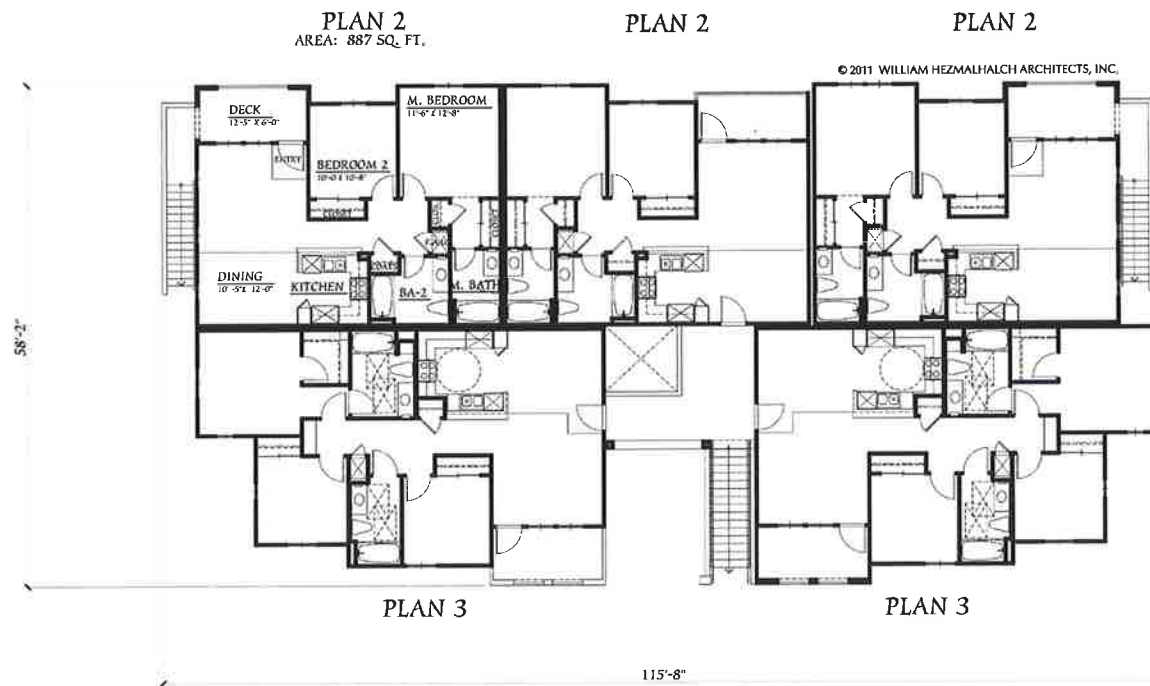 PLAN 2
AREA: 887 SQ. FT.
PLAN 2
PLAN 2
© 2011 WILLIAM HEZMALHALCH ARCHITECTS, INC.
DECK
12'-5" X 6'-0"
M. BEDROOM
11'-6" X 12'-8"
ENTRY
BEDROOM 2
10'-0 X 10'-8"
CLOSET
CLOSET
DINING
10'-5" X 12'-0"
KITCHEN
BA-2
M. BATH
58'-2"
PLAN 3
PLAN 3
115'-8"